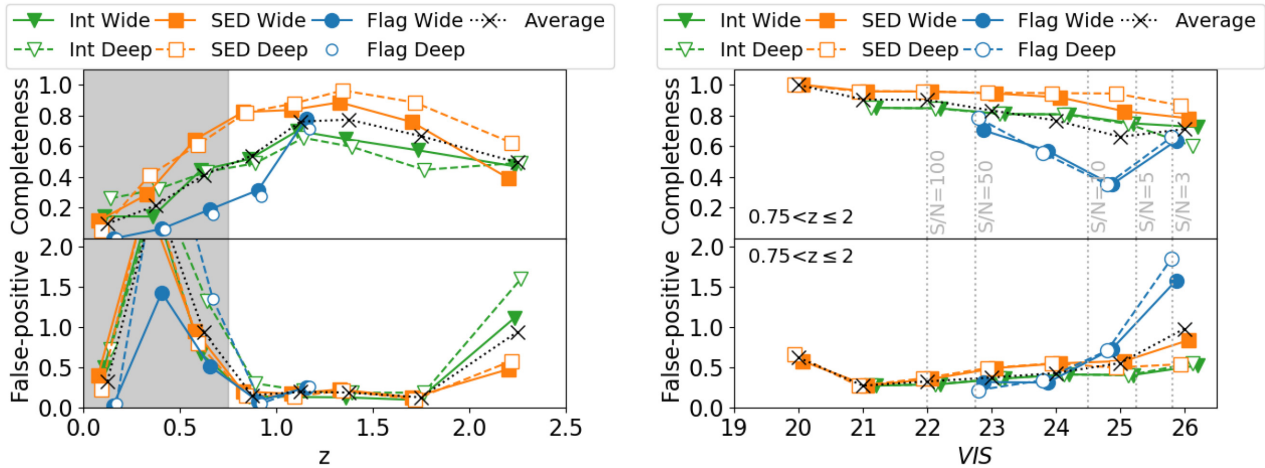 Int Wide SED Wide Flag Wide Average
Int Deep SED Deep Flag Deep
Completeness
1.0
0.8
0.6
0.4
0.2
False-positive
2.0
1.5
1.0
0.5
0.0
0.0 0.5 1.0 1.5 2.0 2.5
z
Int Wide SED Wide Flag Wide Average
Int Deep SED Deep Flag Deep
Completeness
1.0
0.8
0.6
0.4
0.2
0.75<z≤2
S/N=100
S/N=50
S/N=10
S/N=5
S/N=3
False-positive
2.0
1.5
1.0
0.5
0.0
0.75<z≤2
19 20 21 22 23 24 25 26
VIS